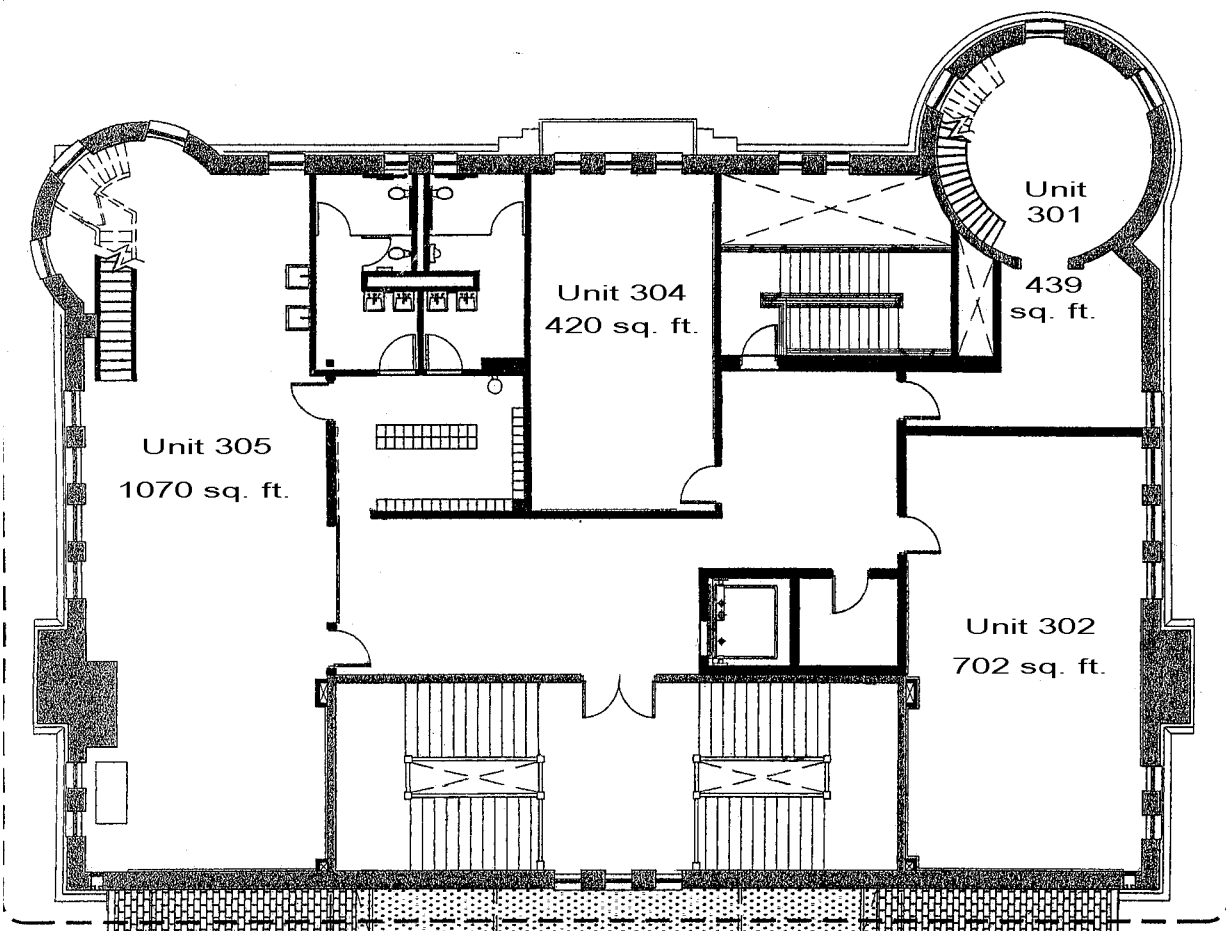 Unit
301
439
sq. ft.
Unit 304
420 sq. ft.
Unit 305
1070 sq. ft.
Unit 302
702 sq. ft.